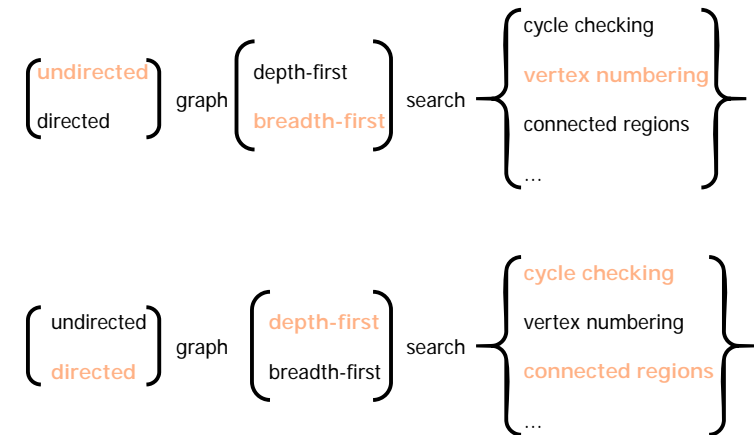 cycle checking
undirected
depth-first
vertex numbering
graph
search
directed
breadth-first
connected regions
...
cycle checking
undirected
depth-first
vertex numbering
graph
search
directed
breadth-first
connected regions
...